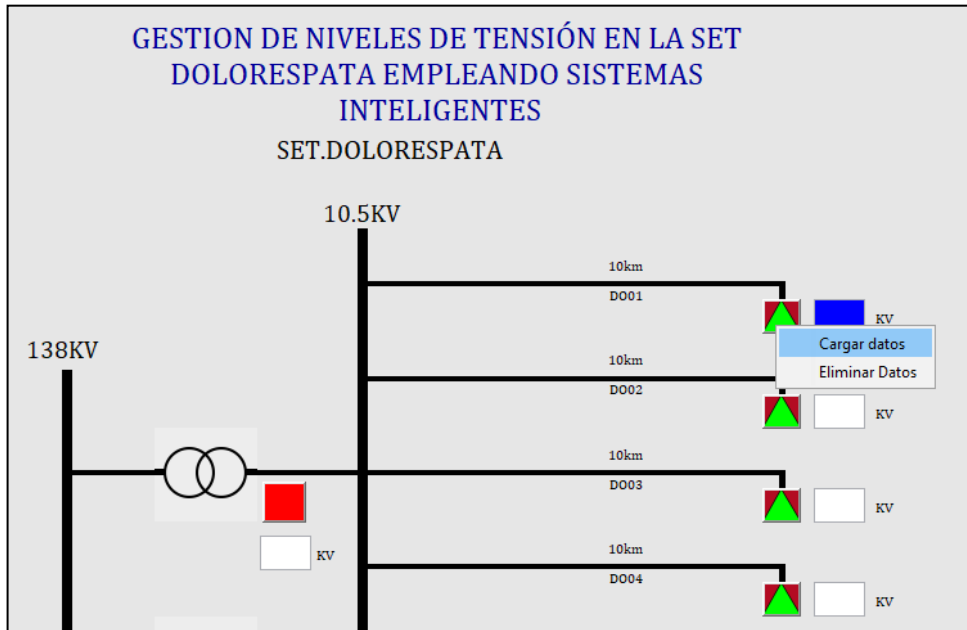 GESTION DE NIVELES DE TENSIÓN EN LA SET
DOLORESPATA EMPLEANDO SISTEMAS
INTELIGENTES
SET.DOLORESPATA
10.5KV
10km
DO01
KV
Cargar datos
Eliminar Datos
138KV
10km
DO02
KV
10km
DO03
KV
KV
10km
DO04
KV